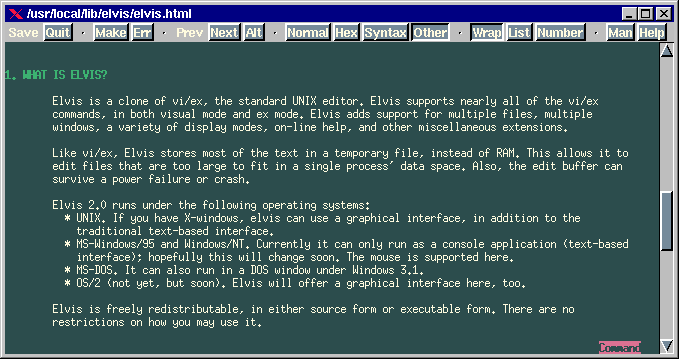 /usr/local/lib/elvis/elvis.html
Save Quit · Make Err · Prev Next Alt · Normal Hex Syntax Other · Wrap List Number · Man Help
1. WHAT IS ELVIS?
Elvis is a clone of vi/ex, the standard UNIX editor. Elvis supports nearly all of the vi/ex
commands, in both visual mode and ex mode. Elvis adds support for multiple files, multiple
windows, a variety of display modes, on-line help, and other miscellaneous extensions.
Like vi/ex, Elvis stores most of the text in a temporary file, instead of RAM. This allows it to
edit files that are too large to fit in a single process' data space. Also, the edit buffer can
survive a power failure or crash.
Elvis 2.0 runs under the following operating systems:
* UNIX. If you have X-windows, elvis can use a graphical interface, in addition to the
traditional text-based interface.
* MS-Windows/95 and Windows/NT. Currently it can only run as a console application (text-based
interface); hopefully this will change soon. The mouse is supported here.
* MS-DOS. It can also run in a DOS window under Windows 3.1.
* OS/2 (not yet, but soon). Elvis will offer a graphical interface here, too.
Elvis is freely redistributable, in either source form or executable form. There are no
restrictions on how you may use it.
Command